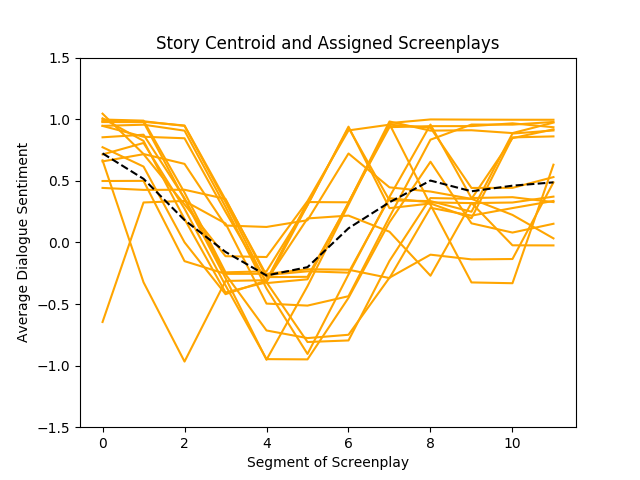 Story Centroid and Assigned Screenplays
1.5
1.0
0.5
0.0
−0.5
−1.0
−1.5
Average Dialogue Sentiment
0 2 4 6 8 10
Segment of Screenplay